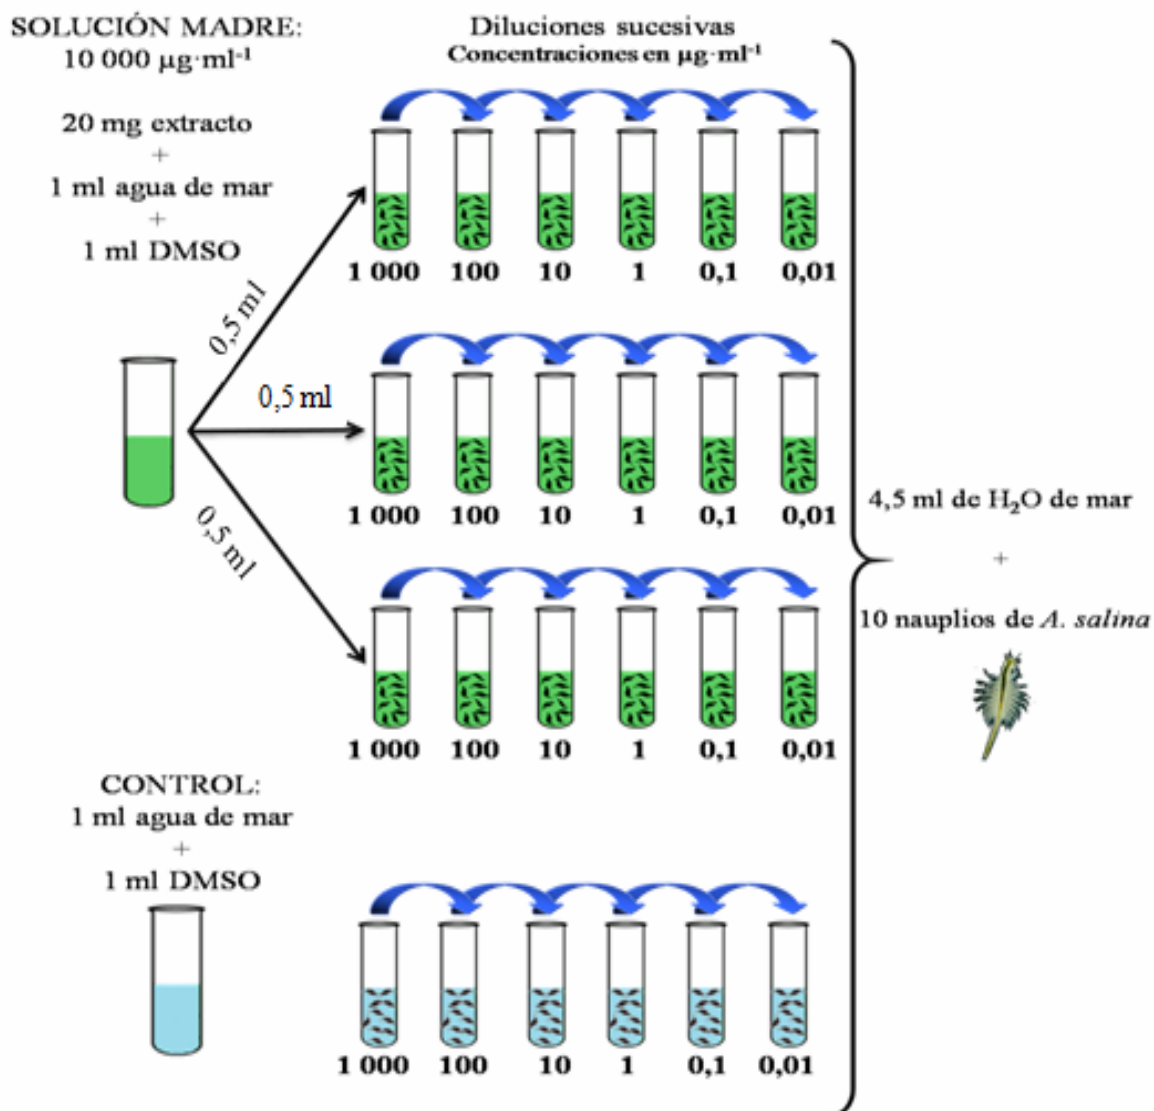 SOLUCIÓN MADRE:
10 000 µg·ml⁻¹
20 mg extracto
+
1 ml agua de mar
+
1 ml DMSO
Diluciones sucesivas
Concentraciones en µg·ml⁻¹
0,5 ml
1 000 100 10 1 0,1 0,01
0,5 ml
1 000 100 10 1 0,1 0,01
0,5 ml
1 000 100 10 1 0,1 0,01
CONTROL:
1 ml agua de mar
+
1 ml DMSO
1 000 100 10 1 0,1 0,01
4,5 ml de H₂O de mar
+
10 nauplios de A. salina